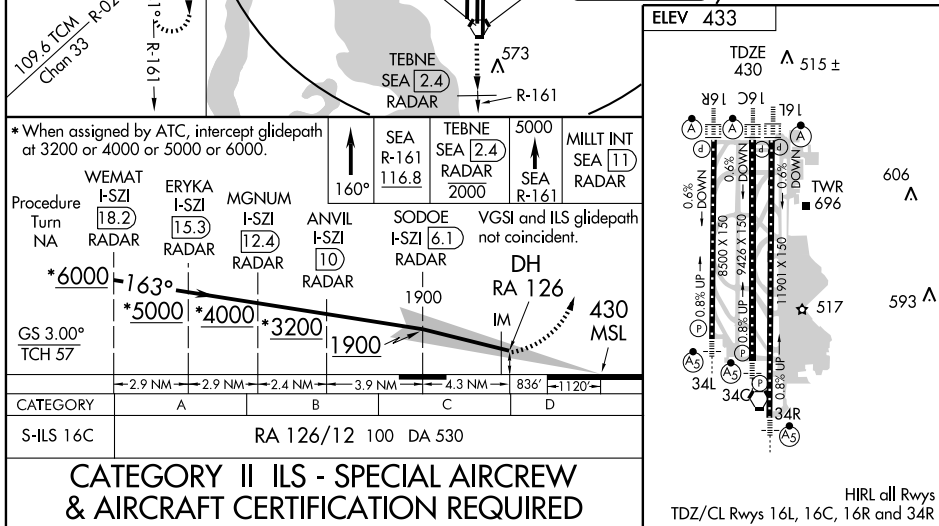 109.6 TCM
Chan 33
R-02
1°
R-161
TEBNE
SEA 2.4
RADAR
573
R-161
* When assigned by ATC, intercept glidepath
at 3200 or 4000 or 5000 or 6000.
160°
SEA
R-161
116.8
TEBNE
SEA 2.4
RADAR
2000
5000
SEA
R-161
MILLT INT
SEA 11
RADAR
Procedure
Turn
NA
WEMAT
I-SZI
18.2
RADAR
ERYKA
I-SZI
15.3
RADAR
MGNUM
I-SZI
12.4
RADAR
ANVIL
I-SZI
10
RADAR
SODOE
I-SZI 6.1
RADAR
VGSI and ILS glidepath
not coincident.
DH
RA 126
*6000
163°
*5000
*4000
*3200
1900
1900
IM
430
MSL
GS 3.00°
TCH 57
2.9 NM
2.9 NM
2.4 NM
3.9 NM
4.3 NM
836'
1120'
CATEGORY A B C D
S-ILS 16C RA 126/12 100 DA 530
CATEGORY II ILS - SPECIAL AIRCREW
& AIRCRAFT CERTIFICATION REQUIRED
ELEV 433
TDZE
430
515 ±
16R
16C
16L
A
A
A
P
P
P
0.6%
DOWN
0.6%
DOWN
0.6%
DOWN
TWR
696
606
8500 X 150
9426 X 150
11901 X 150
517
593
0.8% UP
0.8% UP
0.8% UP
P
P
P
A5
A5
34L
34C
34R
A5
HIRL all Rwys
TDZ/CL Rwys 16L, 16C, 16R and 34R